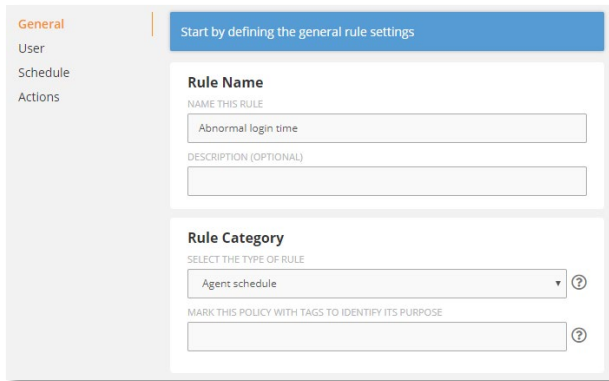 General
User
Schedule
Actions
Start by defining the general rule settings
Rule Name
NAME THIS RULE
Abnormal login time
DESCRIPTION (OPTIONAL)
Rule Category
SELECT THE TYPE OF RULE
Agent schedule
MARK THIS POLICY WITH TAGS TO IDENTIFY ITS PURPOSE